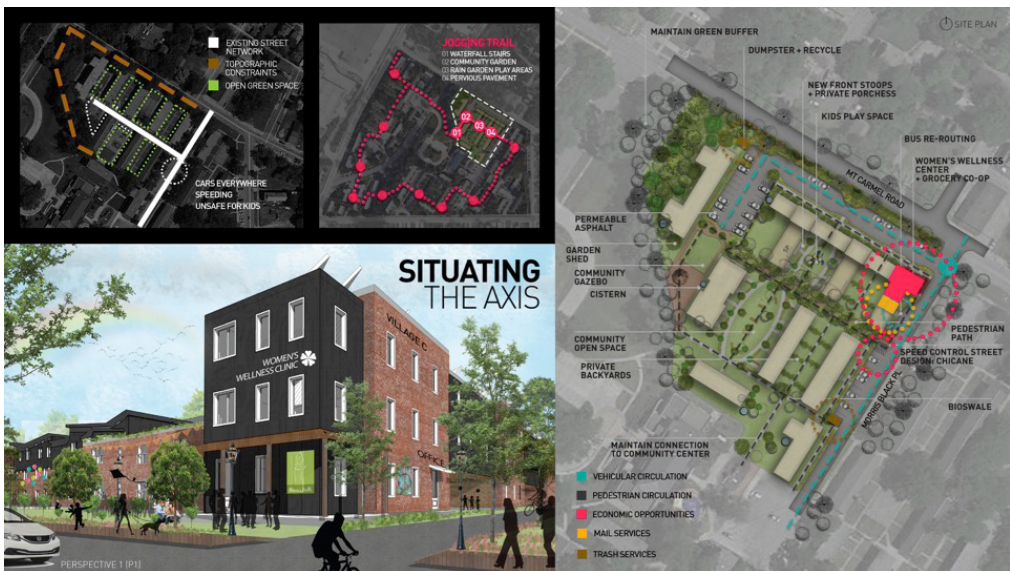 EXISTING STREET
NETWORK
TOPOGRAPHIC
CONSTRAINTS
OPEN GREEN SPACE
CARS EVERYWHERE
SPEEDING
UNSAFE FOR KIDS
JOGGING TRAIL
01 WATERFALL STAIRS
02 COMMUNITY GARDEN
03 RAIN GARDEN PLAY AREAS
04 PERVIOUS PAVEMENT
02
03
01
04
SITUATING
THE AXIS
VILLAGE C
WOMEN'S
WELLNESS CLINIC
OFFICE
PERSPECTIVE 1 (P1)
SITE PLAN
MAINTAIN GREEN BUFFER
DUMPSTER + RECYCLE
NEW FRONT STOOPS
+ PRIVATE PORCHESS
KIDS PLAY SPACE
BUS RE-ROUTING
WOMEN'S WELLNESS
CENTER
+ GROCERY CO-OP
MT CARMEL ROAD
PERMEABLE
ASPHALT
GARDEN
SHED
COMMUNITY
GAZEBO
CISTERN
COMMUNITY
OPEN SPACE
PRIVATE
BACKYARDS
PEDESTRIAN
PATH
SPEED CONTROL STREET
DESIGN: CHICANE
MORRIS BLACK PL
BIOSWALE
MAINTAIN CONNECTION
TO COMMUNITY CENTER
VEHICULAR CIRCULATION
PEDESTRIAN CIRCULATION
ECONOMIC OPPORTUNITIES
MAIL SERVICES
TRASH SERVICES